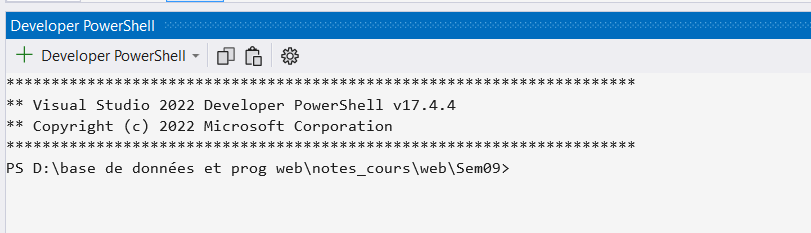 Developer PowerShell
+ Developer PowerShell
**********************************************************************
** Visual Studio 2022 Developer PowerShell v17.4.4
** Copyright (c) 2022 Microsoft Corporation
**********************************************************************
PS D:\base de données et prog web\notes_cours\web\Sem09>